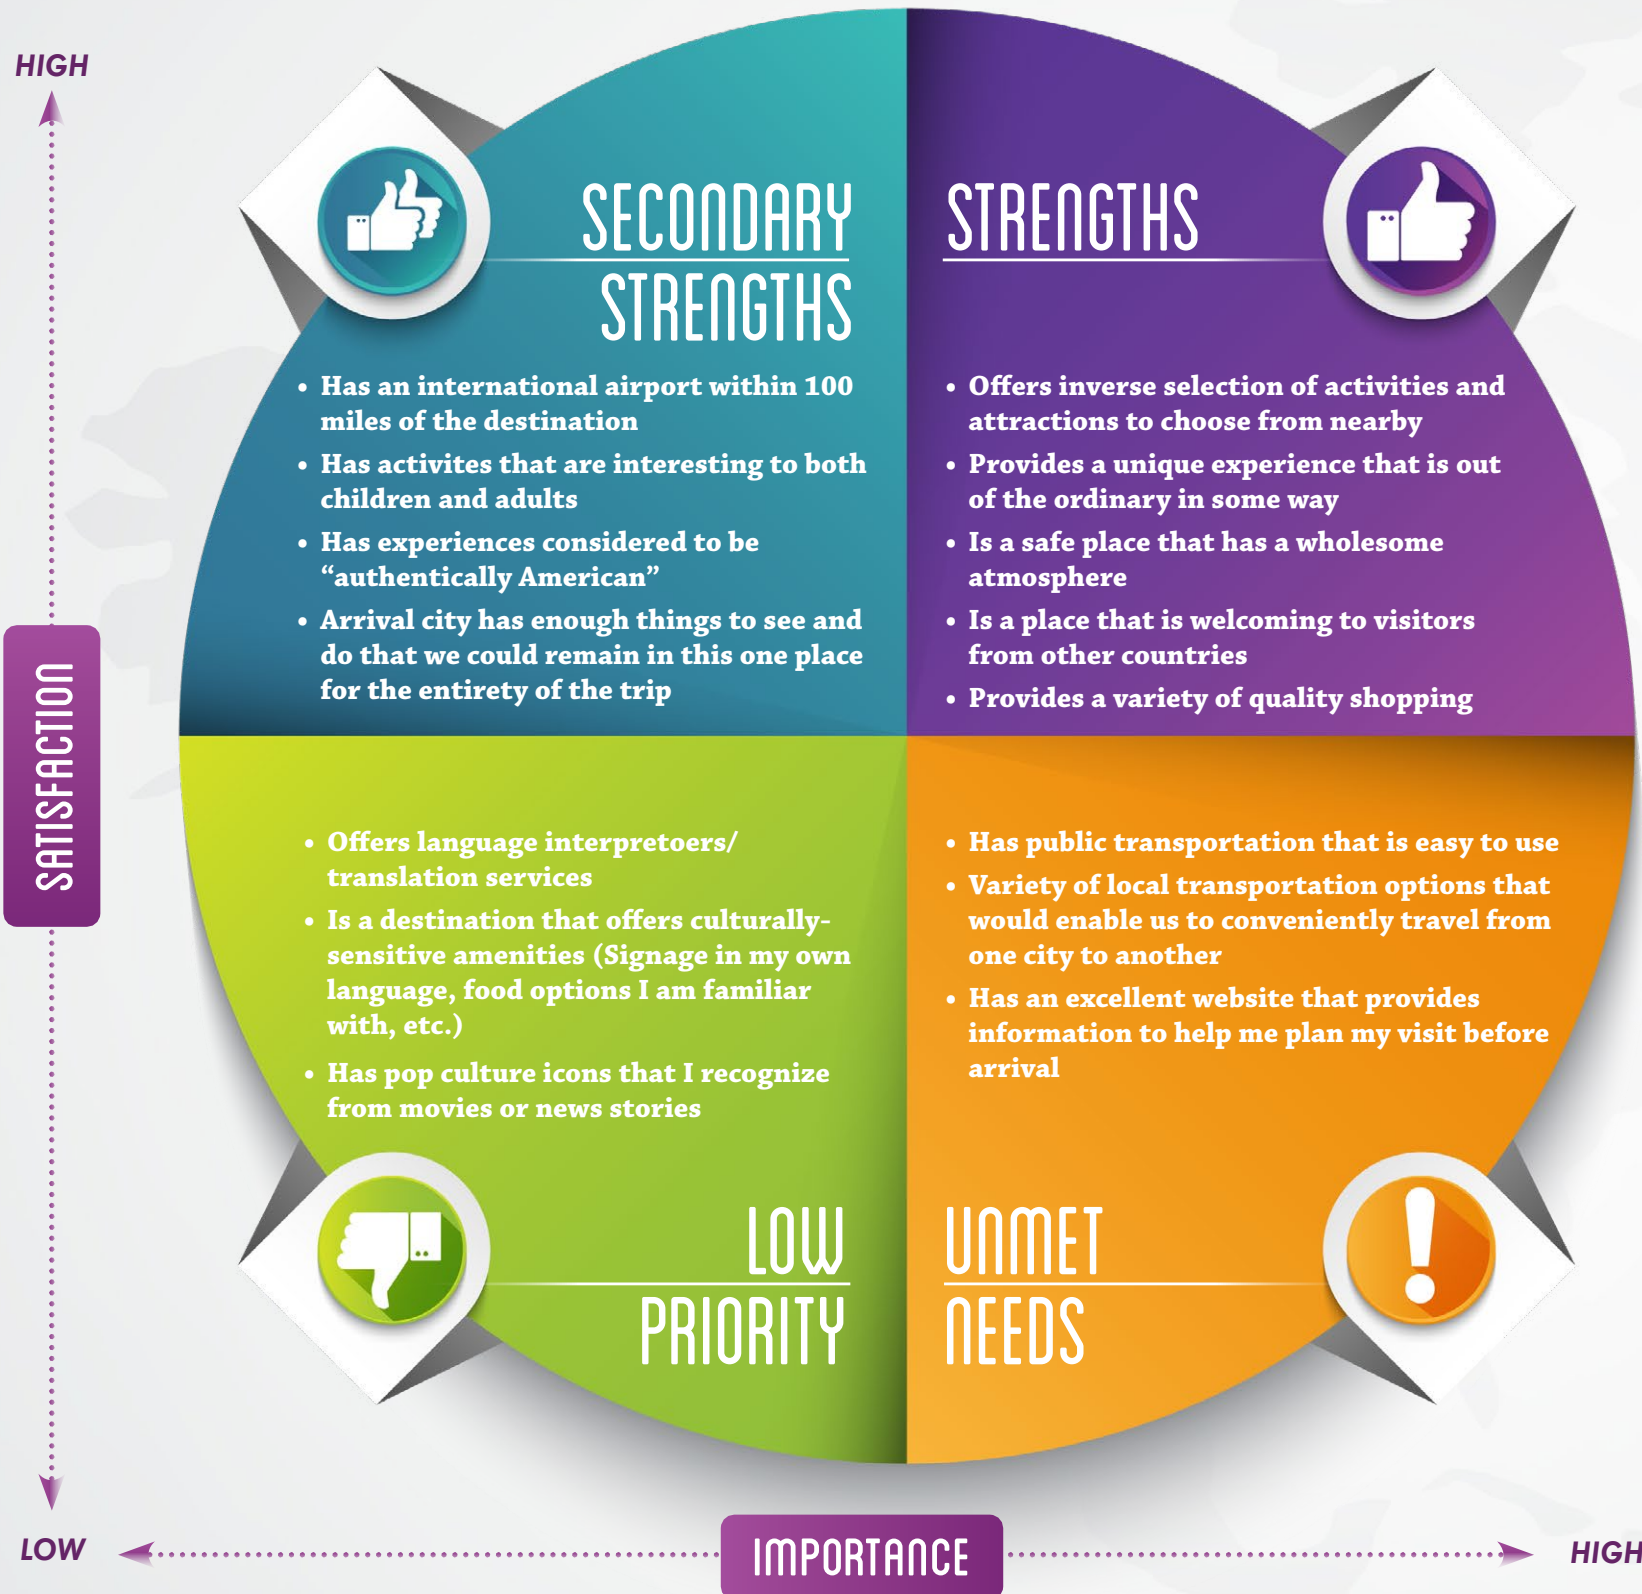 HIGH
SECONDARY
STRENGTHS
• Has an international airport within 100
miles of the destination
• Has activites that are interesting to both
children and adults
• Has experiences considered to be
“authentically American”
• Arrival city has enough things to see and
do that we could remain in this one place
for the entirety of the trip
STRENGTHS
• Offers inverse selection of activities and
attractions to choose from nearby
• Provides a unique experience that is out
of the ordinary in some way
• Is a safe place that has a wholesome
atmosphere
• Is a place that is welcoming to visitors
from other countries
• Provides a variety of quality shopping
SATISFACTION
• Offers language interpretoers/
translation services
• Is a destination that offers culturally-
sensitive amenities (Signage in my own
language, food options I am familiar
with, etc.)
• Has pop culture icons that I recognize
from movies or news stories
LOW
PRIORITY
• Has public transportation that is easy to use
• Variety of local transportation options that
would enable us to conveniently travel from
one city to another
• Has an excellent website that provides
information to help me plan my visit before
arrival
UNMET
NEEDS
LOW
IMPORTANCE
HIGH